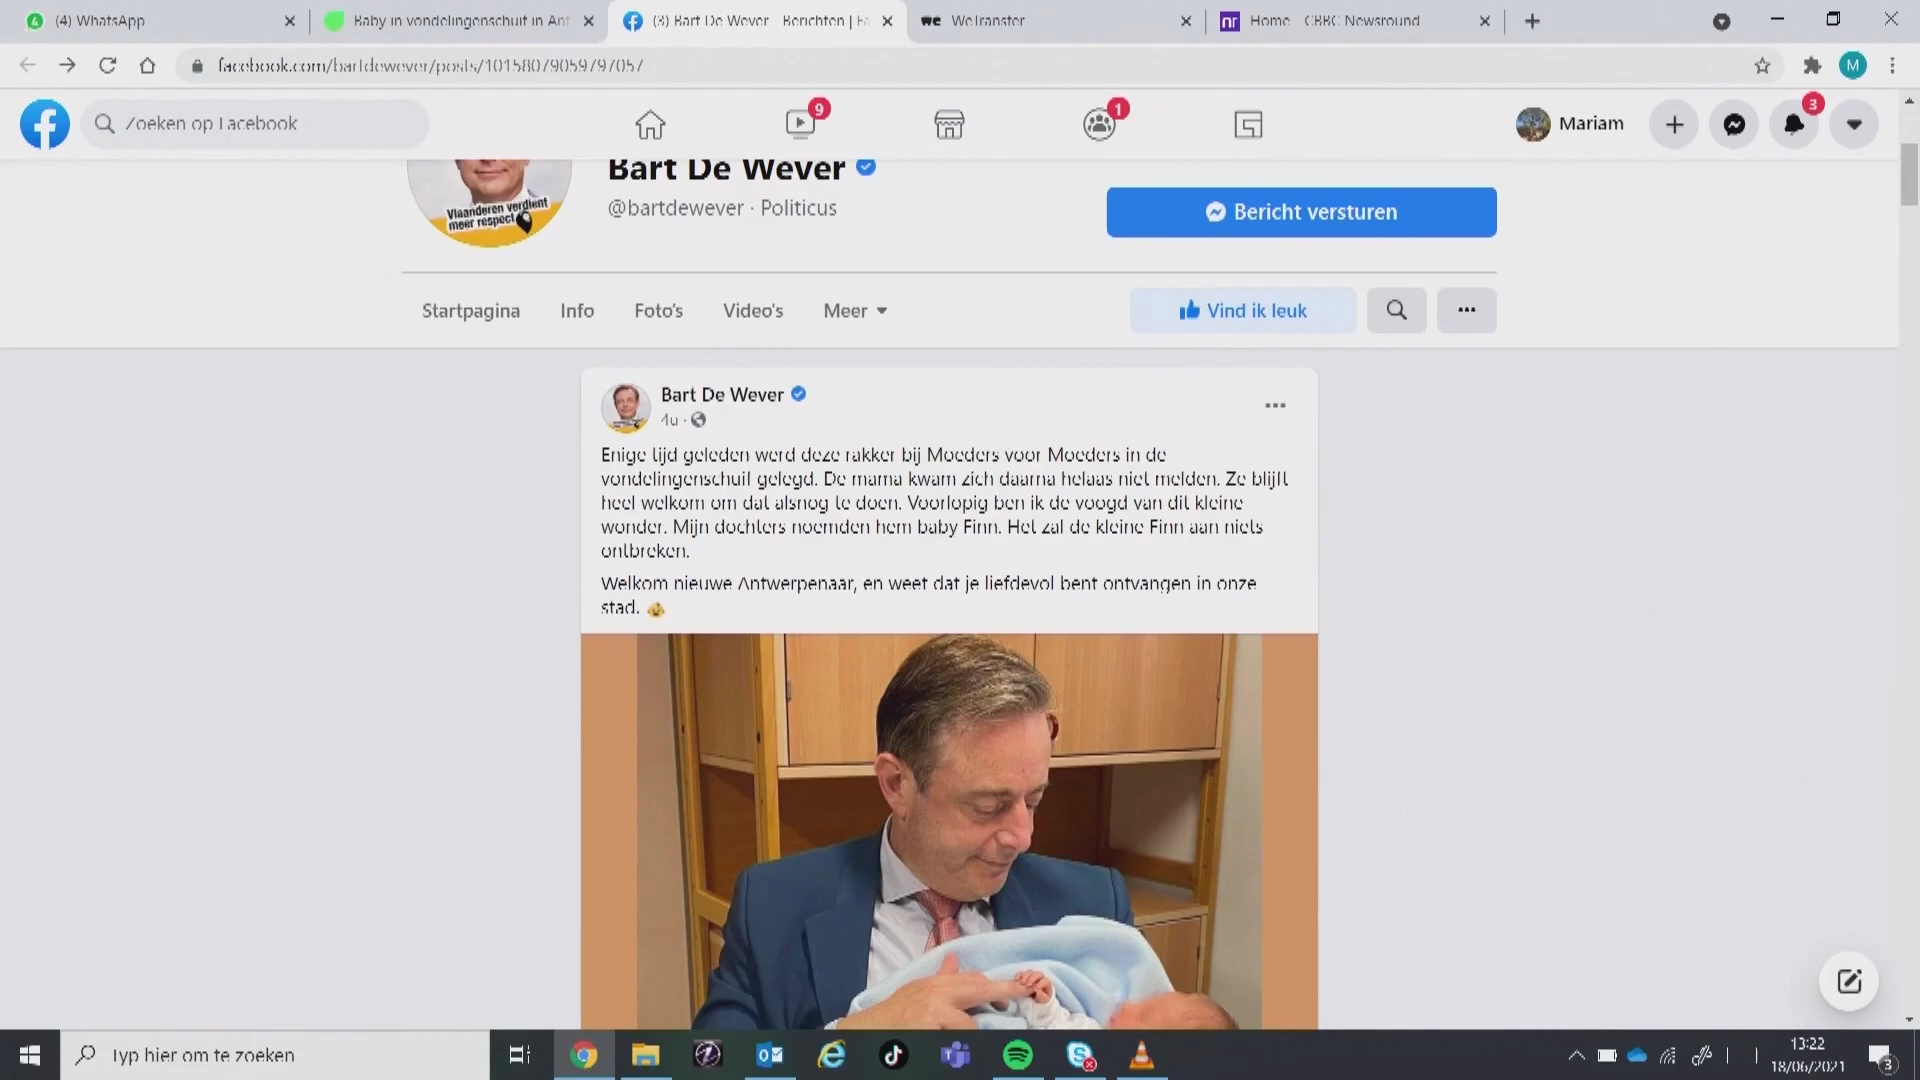 (4) WhatsApp
Baby in vondelingenschuif in Ant
(3) Bart De Wever - Berichten | Fa
WeTransfer
Home - CBBC Newsround
facebook.com/bartdewever/posts/10158079059797057
M
Zoeken op Facebook
9
1
Mariam
3
Bart De Wever
@bartdewever · Politicus
Vlaanderen verdient
meer respect
Bericht versturen
Startpagina
Info
Foto's
Video's
Meer
Vind ik leuk
Bart De Wever
4u ·
Enige tijd geleden werd deze rakker bij Moeders voor Moeders in de
vondelingenschuif gelegd. De mama kwam zich daarna helaas niet melden. Ze blijft
heel welkom om dat alsnog te doen. Voorlopig ben ik de voogd van dit kleine
wonder. Mijn dochters noemden hem baby Finn. Het zal de kleine Finn aan niets
ontbreken.
Welkom nieuwe Antwerpenaar, en weet dat je liefdevol bent ontvangen in onze
stad.
Typ hier om te zoeken
13:22
18/06/2021
3